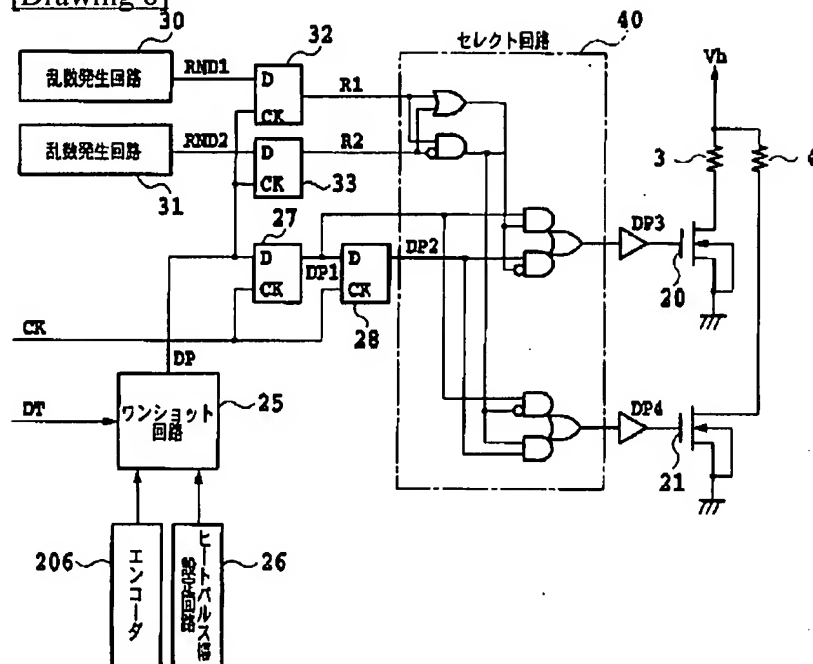 [Drawing 6]
30
32
セレクト回路
40
乱数発生回路
RND1
D
CK
R1
Vh
乱数発生回路
RND2
D
CK
R2
3
31
33
27
D
CK
DP1
D
CK
DP2
28
DP3
20
CK
DP
DT
ワンショット
回路
25
DP4
21
206
エンコーダ
ヒートパルス幅
設定回路
26